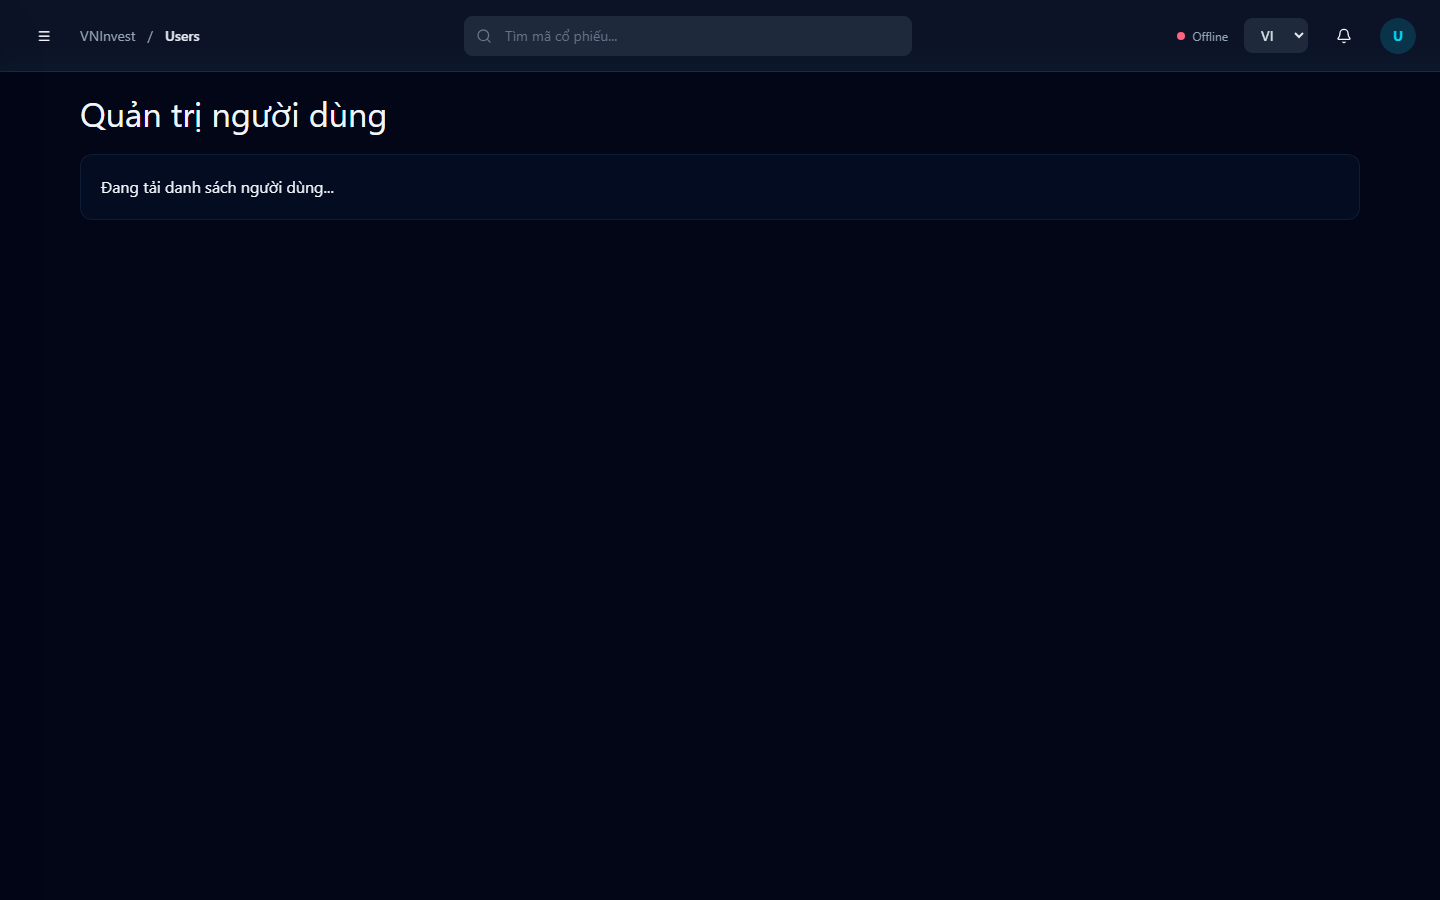 VNInvest / Users
Tìm mã cổ phiếu...
Offline
VI
U
Quản trị người dùng
Đang tải danh sách người dùng...